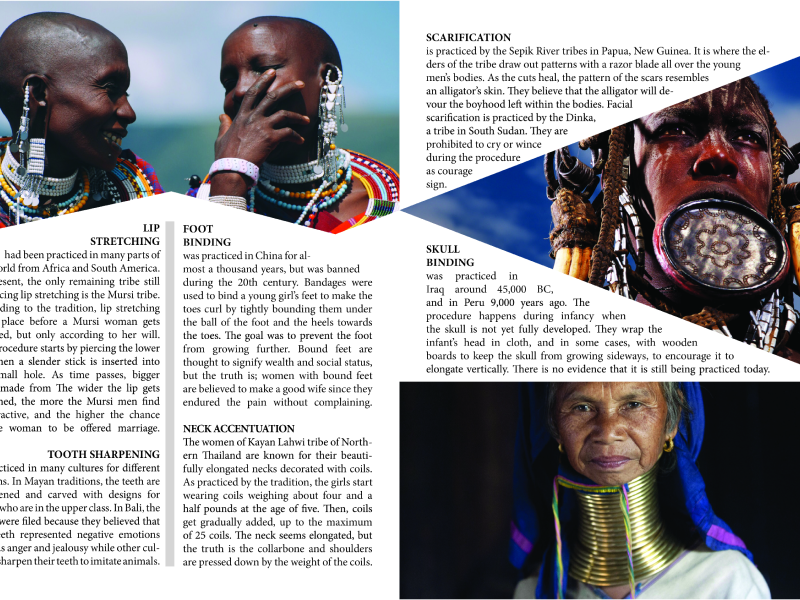 LIP
STRETCHING
had been practiced in many parts of
from Africa and South America.
the only remaining tribe still
lip stretching is the Mursi tribe.
to the tradition, lip stretching
place before a Mursi woman gets
but only according to her will.
starts by piercing the lower
a slender stick is inserted into
hole. As time passes, bigger
made from The wider the lip gets
the more the Mursi men find
and the higher the chance
woman to be offered marriage.
TOOTH SHARPENING
in many cultures for different
In Mayan traditions, the teeth are
and carved with designs for
who are in the upper class. In Bali, the
were filed because they believed that
represented negative emotions
anger and jealousy while other cul-
sharpen their teeth to imitate animals.
FOOT
BINDING
was practiced in China for al-
most a thousand years, but was banned
during the 20th century. Bandages were
used to bind a young girl's feet to make the
toes curl by tightly bounding them under
the ball of the foot and the heels towards
the toes. The goal was to prevent the foot
from growing further. Bound feet are
thought to signify wealth and social status,
but the truth is; women with bound feet
are believed to make a good wife since they
endured the pain without complaining.
NECK ACCENTUATION
The women of Kayan Lahwi tribe of North-
ern Thailand are known for their beauti-
fully elongated necks decorated with coils.
As practiced by the tradition, the girls start
wearing coils weighing about four and a
half pounds at the age of five. Then, coils
get gradually added, up to the maximum
of 25 coils. The neck seems elongated, but
the truth is the collarbone and shoulders
are pressed down by the weight of the coils.
SCARIFICATION
is practiced by the Sepik River tribes in Papua, New Guinea. It is where the el-
ders of the tribe draw out patterns with a razor blade all over the young
men's bodies. As the cuts heal, the pattern of the scars resembles
an alligator's skin. They believe that the alligator will de-
vour the boyhood left within the bodies. Facial
scarification is practiced by the Dinka,
a tribe in South Sudan. They are
prohibited to cry or wince
during the procedure
as courage
sign.
SKULL
BINDING
was practiced in
Iraq around 45,000 BC,
and in Peru 9,000 years ago. The
procedure happens during infancy when
the skull is not yet fully developed. They wrap the
infant's head in cloth, and in some cases, with wooden
boards to keep the skull from growing sideways, to encourage it to
elongate vertically. There is no evidence that it is still being practiced today.